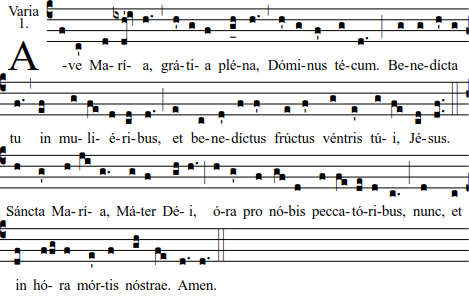 Varia
1.
A-ve Ma-rí- a, grá-ti- a plé-na, Dómi-nus té-cum. Be-ne-dícta
tu in mu-li-é-ri-bus, et be-ne-díctus frúctus véntris tú-i, Jé-sus.
Sáncta Ma-rí- a, Má-ter Dé-i, ó-ra pro nó-bis pecca-tó-ri-bus, nunc, et
in hó- ra mór-tis nóstrae. Amen.